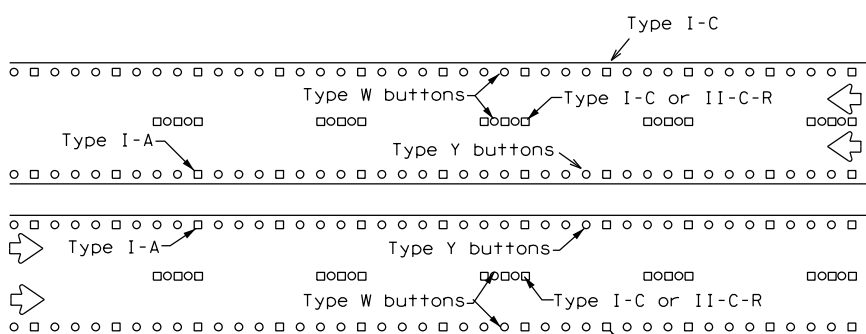 Type I-C
Type W buttons
Type I-C or II-C-R
Type I-A
Type Y buttons
Type I-A
Type Y buttons
Type W buttons
Type I-C or II-C-R